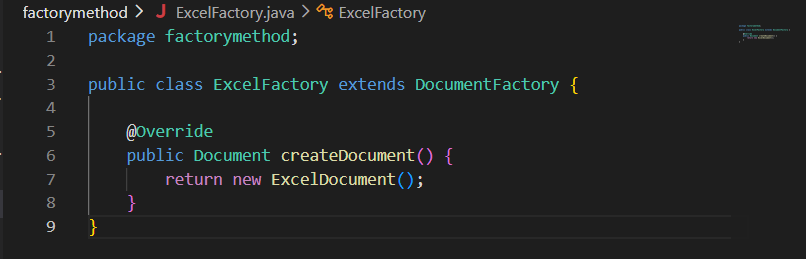 factorymethod > J ExcelFactory.java > ExcelFactory
1 package factorymethod;
2
3 public class ExcelFactory extends DocumentFactory {
4
5     @Override
6     public Document createDocument() {
7         return new ExcelDocument();
8     }
9 }